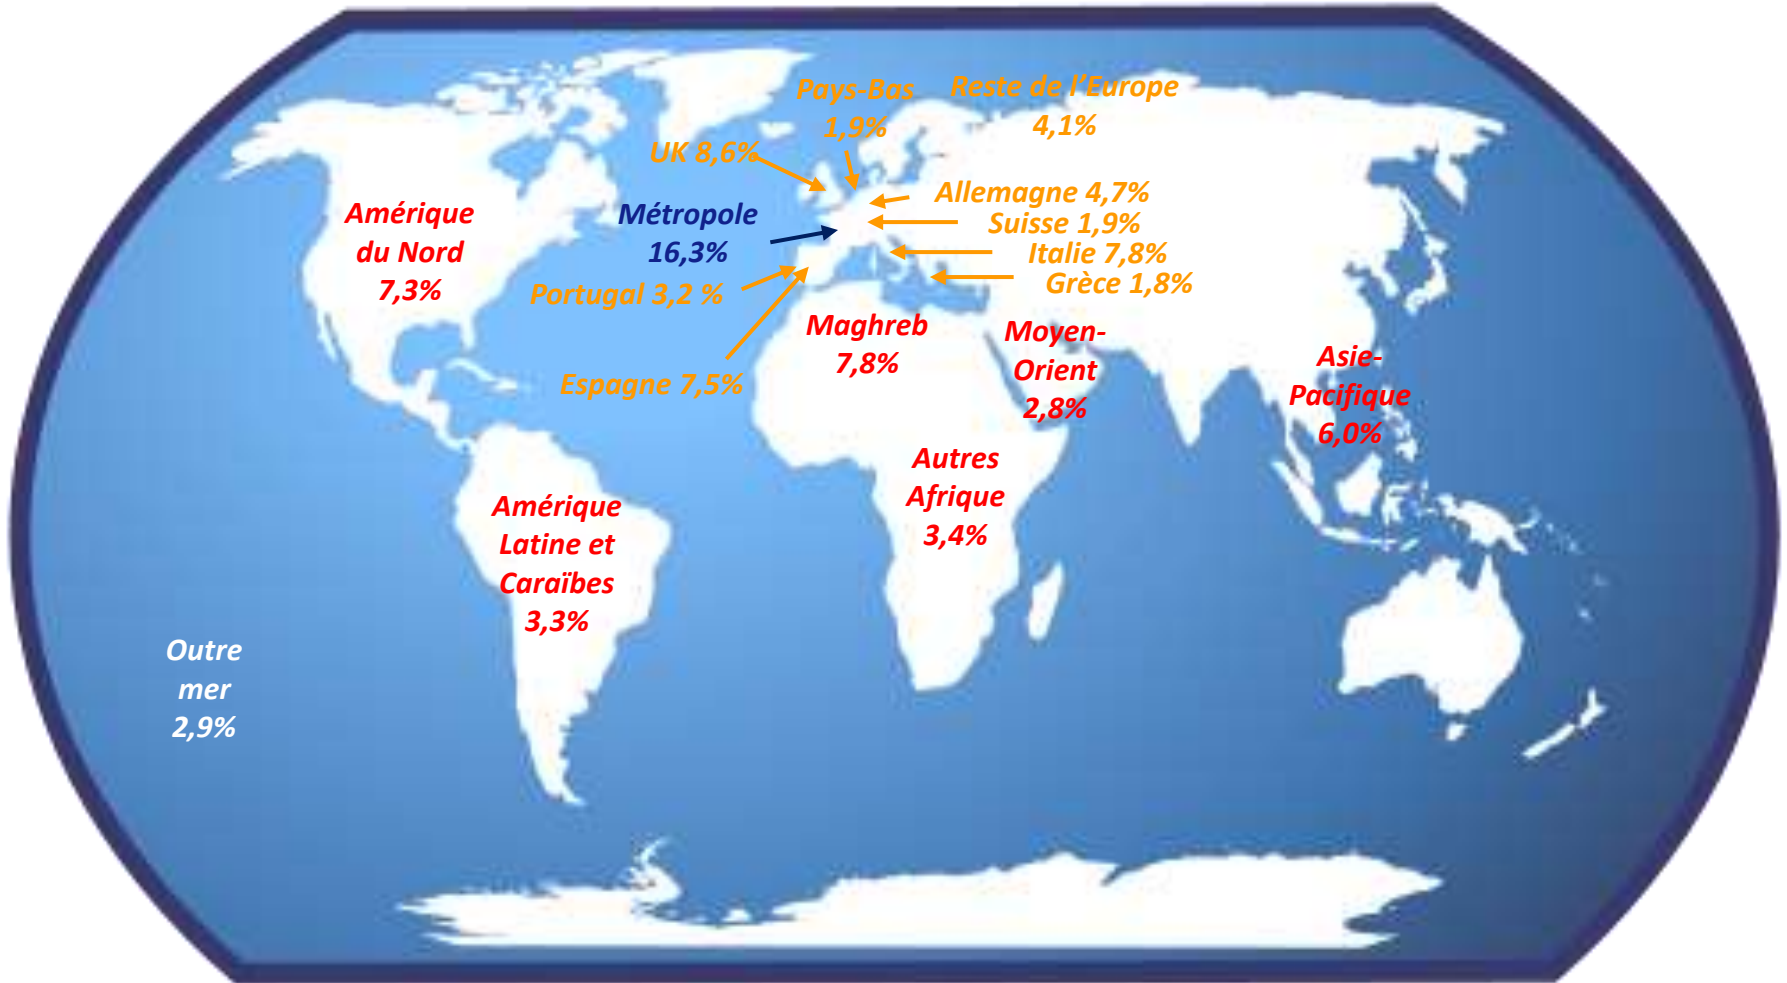 Pays-Bas
1,9%
Reste de l'Europe
4,1%
UK 8,6%
Allemagne 4,7%
Suisse 1,9%
Italie 7,8%
Grèce 1,8%
Métropole
16,3%
Amérique
du Nord
7,3%
Portugal 3,2 %
Espagne 7,5%
Maghreb
7,8%
Moyen-
Orient
2,8%
Asie-
Pacifique
6,0%
Autres
Afrique
3,4%
Amérique
Latine et
Caraïbes
3,3%
Outre
mer
2,9%